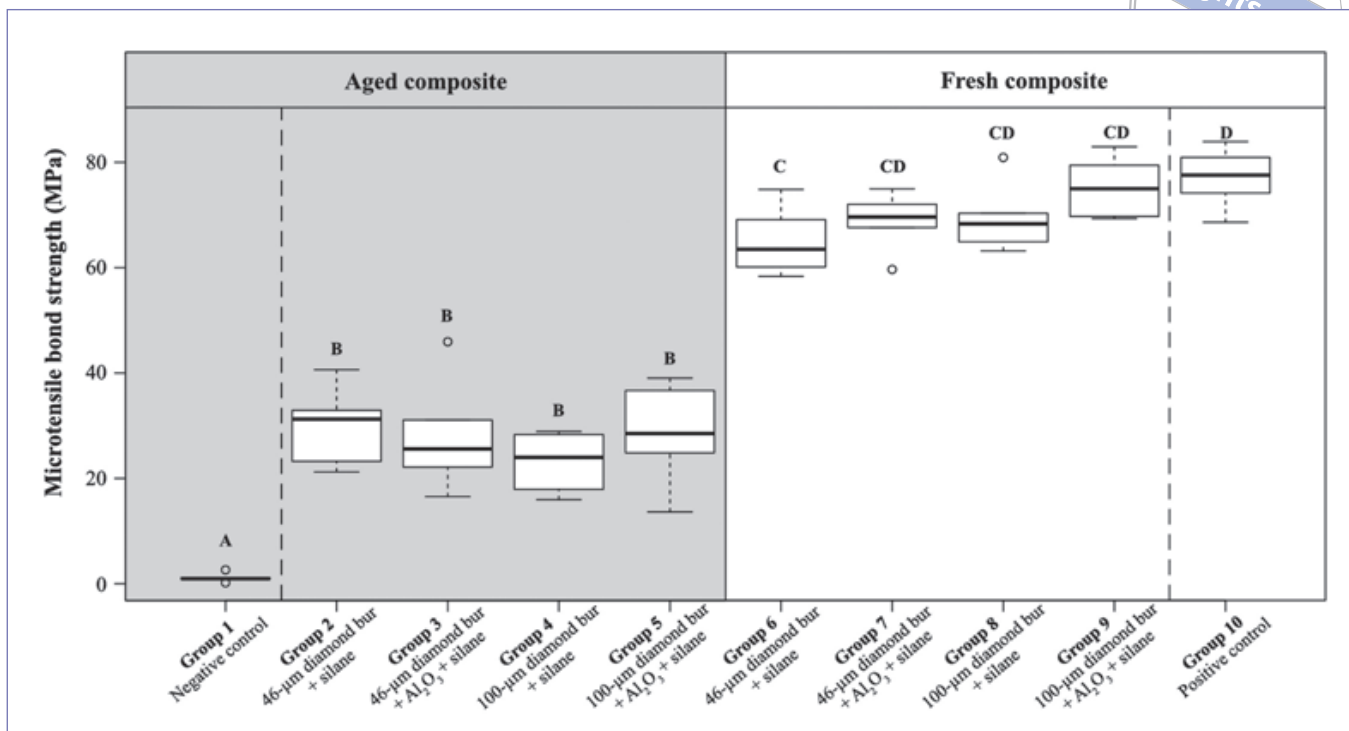 Aged composite
Fresh composite
Microtensile bond strength (MPa)
80
60
40
20
0
A
B
B
B
B
C
CD
CD
CD
D
Group 1
Negative control
Group 2
46-μm diamond bur
+ silane
Group 3
46-μm diamond bur
+ Al₂O₃ + silane
Group 4
100-μm diamond bur
+ silane
Group 5
100-μm diamond bur
+ Al₂O₃ + silane
Group 6
46-μm diamond bur
+ silane
Group 7
46-μm diamond bur
+ Al₂O₃ + silane
Group 8
100-μm diamond bur
+ silane
Group 9
100-μm diamond bur
+ Al₂O₃ + silane
Group 10
Positive control